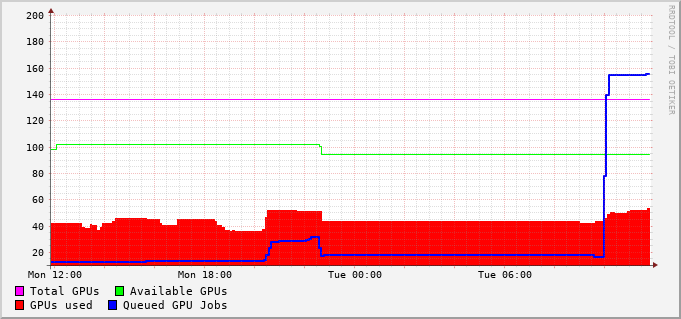 200
180
160
140
120
100
80
60
40
20
Mon 12:00 Mon 18:00 Tue 00:00 Tue 06:00
Total GPUs Available GPUs
GPUs used Queued GPU Jobs
RRDTOOL / TOBI OETIKER